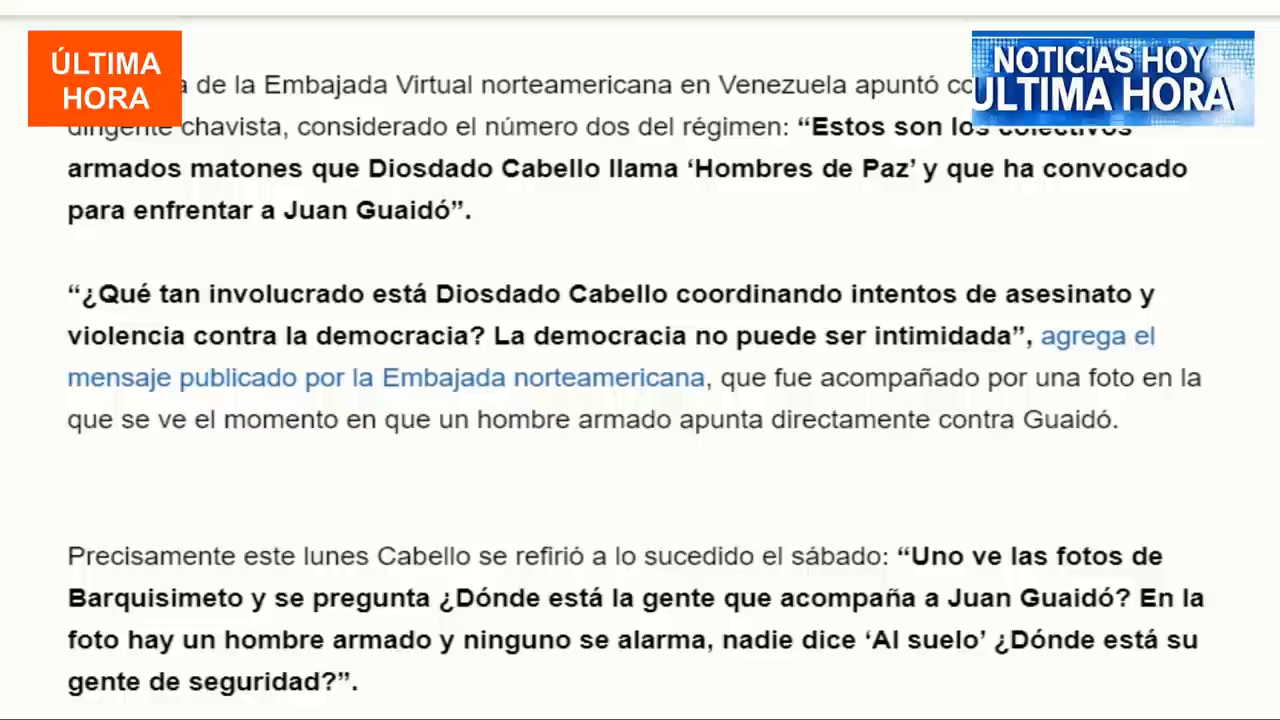 ÚLTIMA
HORA
NOTICIAS HOY
ULTIMA HORA
a de la Embajada Virtual norteamericana en Venezuela apuntó
dirigente chavista, considerado el número dos del régimen: “Estos son los colectivos
armados matones que Diosdado Cabello llama ‘Hombres de Paz’ y que ha convocado
para enfrentar a Juan Guaidó”.
“¿Qué tan involucrado está Diosdado Cabello coordinando intentos de asesinato y
violencia contra la democracia? La democracia no puede ser intimidada”, agrega el
mensaje publicado por la Embajada norteamericana, que fue acompañado por una foto en la
que se ve el momento en que un hombre armado apunta directamente contra Guaidó.
Precisamente este lunes Cabello se refirió a lo sucedido el sábado: “Uno ve las fotos de
Barquisimeto y se pregunta ¿Dónde está la gente que acompaña a Juan Guaidó? En la
foto hay un hombre armado y ninguno se alarma, nadie dice ‘Al suelo’ ¿Dónde está su
gente de seguridad?”.